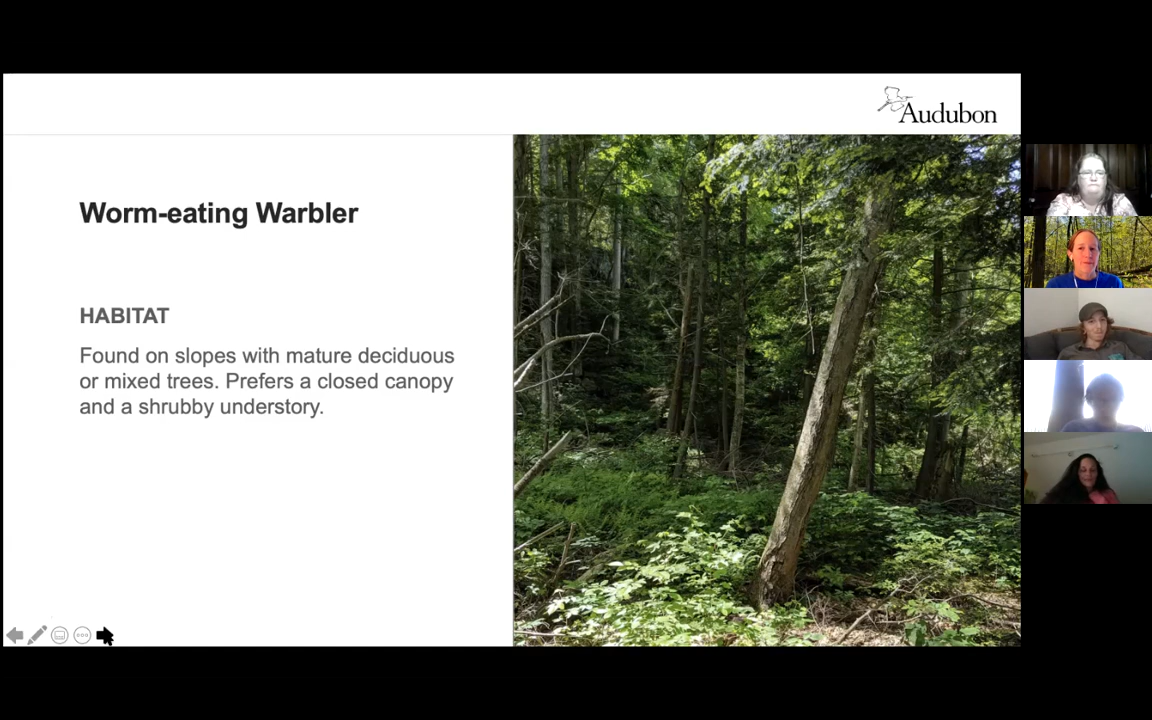 Audubon
Worm-eating Warbler
HABITAT
Found on slopes with mature deciduous
or mixed trees. Prefers a closed canopy
and a shrubby understory.